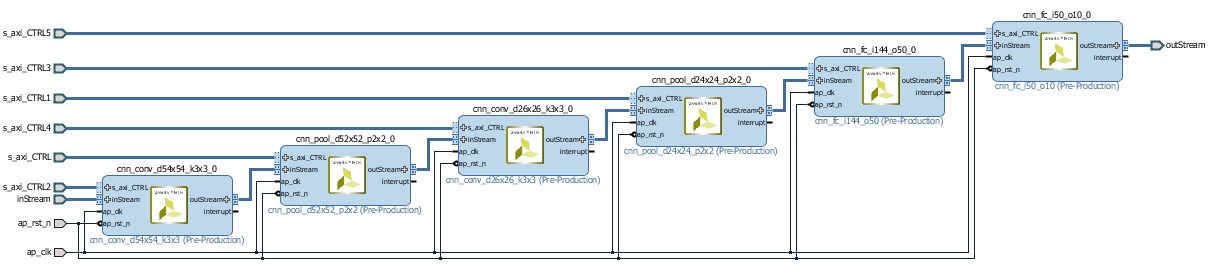 s_axi_CTRL5
s_axi_CTRL3
s_axi_CTRL1
s_axi_CTRL4
s_axi_CTRL
s_axi_CTRL2
inStream
ap_rst_n
ap_clk
cnn_conv_d54x54_k3x3_0
s_axi_CTRL
inStream
ap_clk
ap_rst_n
outStream
interrupt
cnn_conv_d54x54_k3x3 (Pre-Production)
cnn_pool_d52x52_p2x2_0
s_axi_CTRL
inStream
ap_clk
ap_rst_n
outStream
interrupt
cnn_pool_d52x52_p2x2 (Pre-Production)
cnn_conv_d26x26_k3x3_0
s_axi_CTRL
inStream
ap_clk
ap_rst_n
outStream
interrupt
cnn_conv_d26x26_k3x3 (Pre-Production)
cnn_pool_d24x24_p2x2_0
s_axi_CTRL
inStream
ap_clk
ap_rst_n
outStream
interrupt
cnn_pool_d24x24_p2x2 (Pre-Production)
cnn_fc_i144_o50_0
s_axi_CTRL
inStream
ap_clk
ap_rst_n
outStream
interrupt
cnn_fc_i144_o50 (Pre-Production)
cnn_fc_i50_o10_0
s_axi_CTRL
inStream
ap_clk
ap_rst_n
outStream
interrupt
cnn_fc_i50_o10 (Pre-Production)
outStream